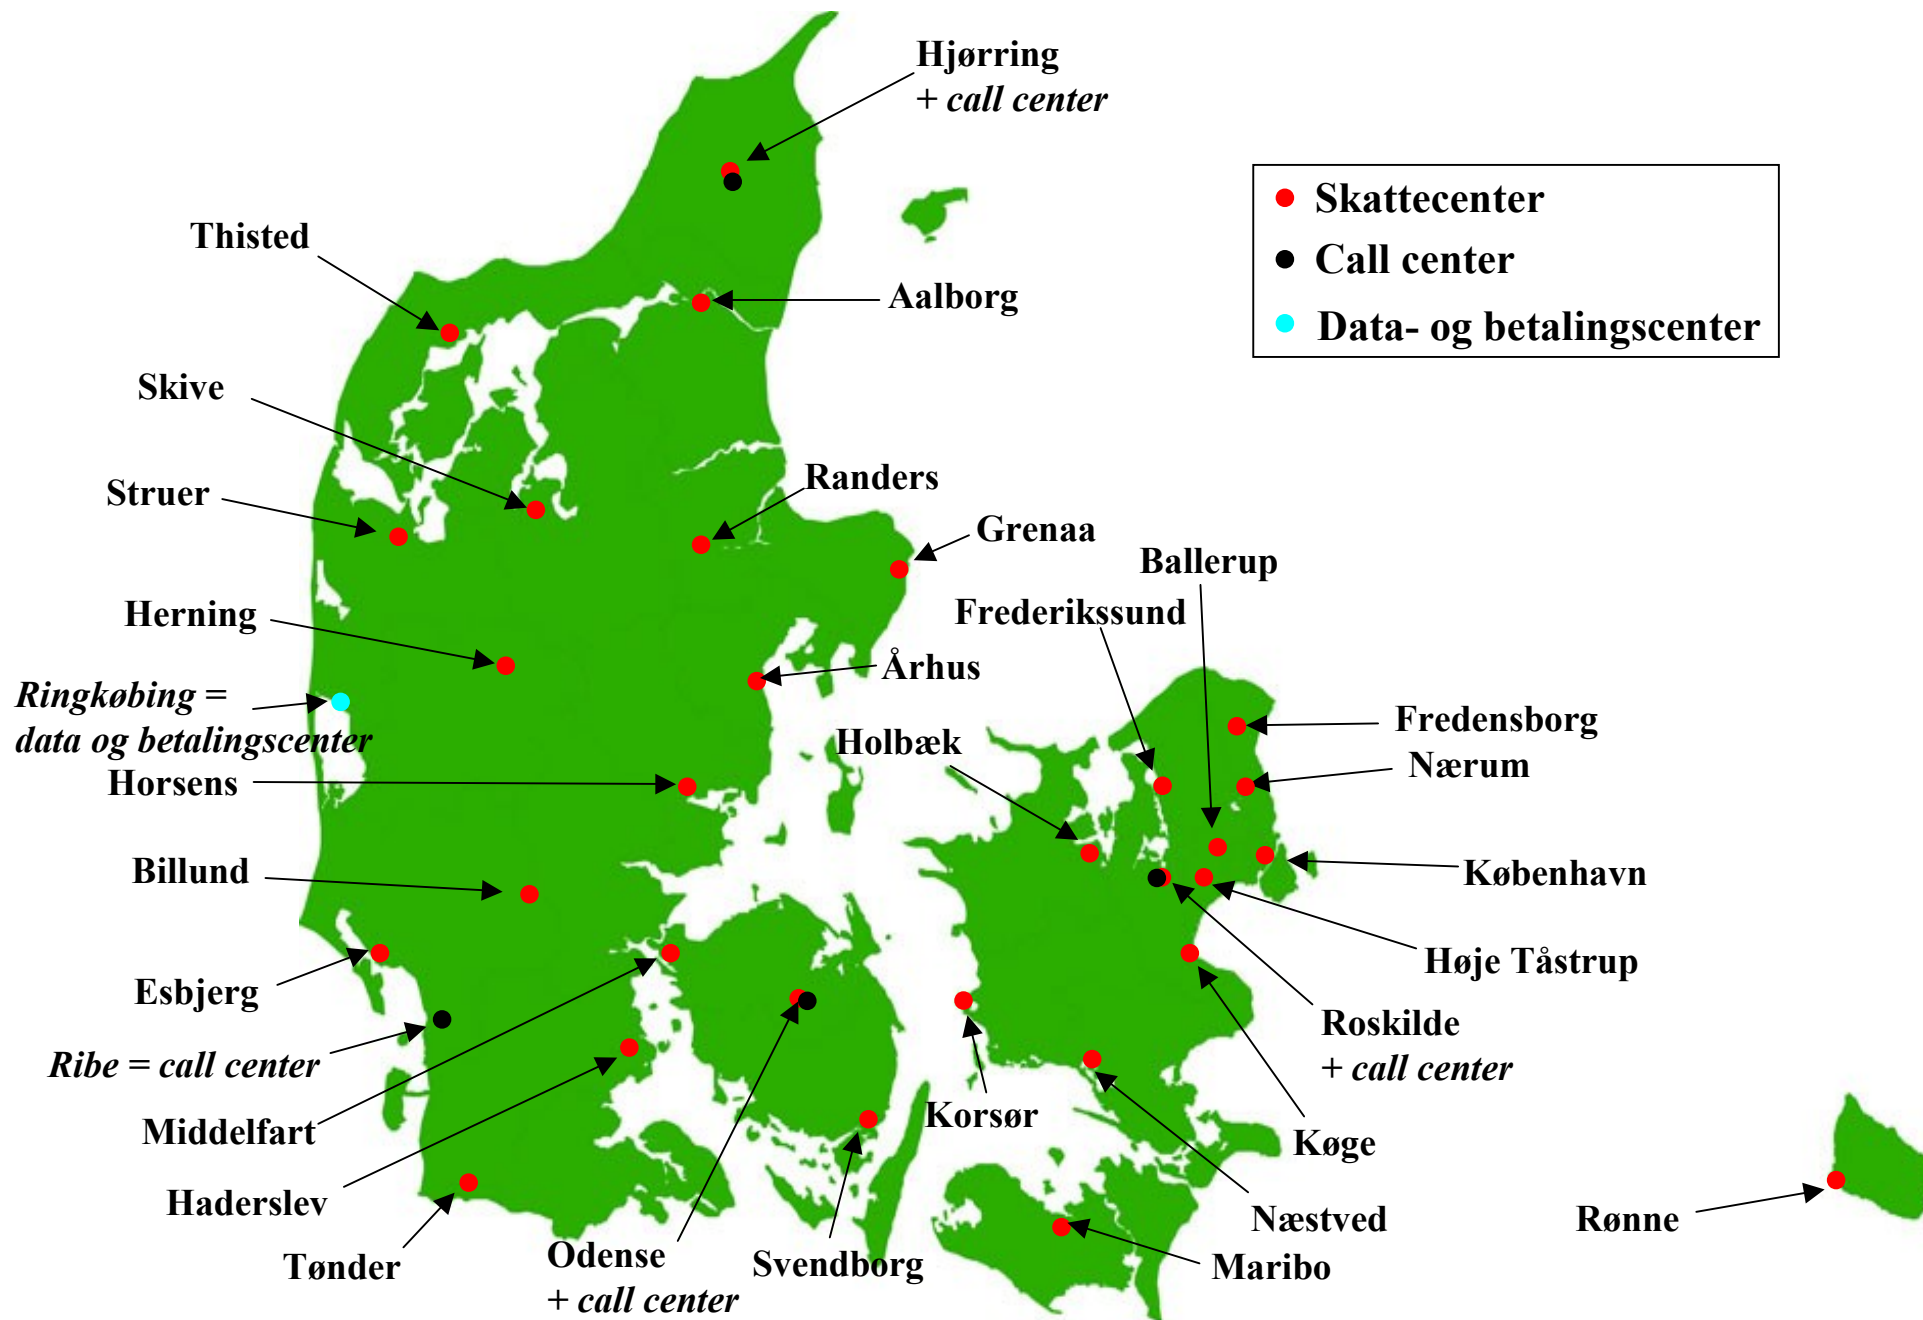 Hjørring
+ call center
Skattecenter
Call center
Data- og betalingscenter
Thisted
Aalborg
Skive
Struer
Randers
Grenaa
Ballerup
Frederikssund
Herning
Århus
Ringkøbing =
data og betalingscenter
Fredensborg
Holbæk
Nærum
Horsens
Billund
København
Esbjerg
Høje Tåstrup
Roskilde
+ call center
Ribe = call center
Korsør
Middelfart
Køge
Haderslev
Næstved
Rønne
Tønder
Odense
+ call center
Svendborg
Maribo